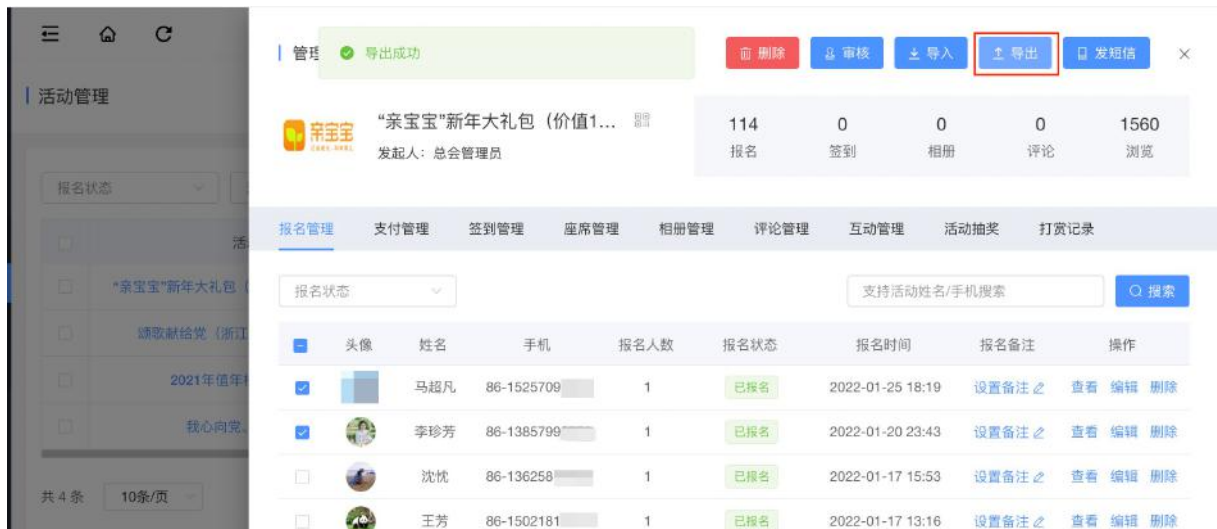 管理
导出成功
删除
审核
导入
导出
发短信
活动管理
亲宝宝
“亲宝宝”新年大礼包（价值1...
发起人：总会管理员
114
0
0
0
1560
报名
签到
相册
评论
浏览
报名状态
活
“亲宝宝”新年大礼包（
颂歌献给党（浙江
2021年值年
我心向党、
共 4 条
10条/页
报名管理
支付管理
签到管理
座席管理
相册管理
评论管理
互动管理
活动抽奖
打赏记录
报名状态
支持活动姓名/手机搜索
搜索
头像 姓名 手机 报名人数 报名状态 报名时间 报名备注 操作
马超凡 86-1525709 1 已报名 2022-01-25 18:19 设置备注 查看 编辑 删除
李珍芳 86-1385799 1 已报名 2022-01-20 23:43 设置备注 查看 编辑 删除
沈忱 86-136258 1 已报名 2022-01-17 15:53 设置备注 查看 编辑 删除
王芳 86-1502181 1 已报名 2022-01-17 13:16 设置备注 查看 编辑 删除